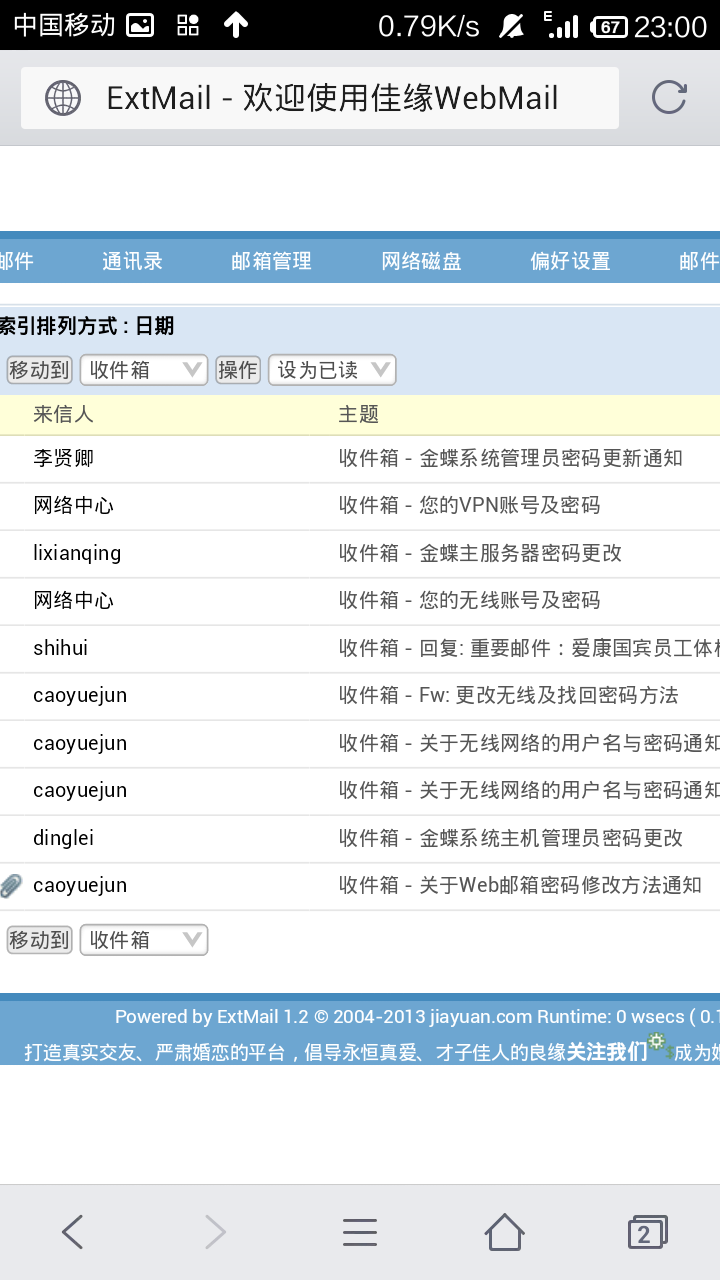 中国移动 0.79K/s E 67 23:00
ExtMail - 欢迎使用佳缘WebMail
邮件 通讯录 邮箱管理 网络磁盘 偏好设置 邮件
索引排列方式 : 日期
移动到 收件箱 操作 设为已读
来信人 主题
李贤卿 收件箱 - 金蝶系统管理员密码更新通知
网络中心 收件箱 - 您的VPN账号及密码
lixianqing 收件箱 - 金蝶主服务器密码更改
网络中心 收件箱 - 您的无线账号及密码
shihui 收件箱 - 回复: 重要邮件：爱康国宾员工体
caoyuejun 收件箱 - Fw: 更改无线及找回密码方法
caoyuejun 收件箱 - 关于无线网络的用户名与密码通知
caoyuejun 收件箱 - 关于无线网络的用户名与密码通知
dinglei 收件箱 - 金蝶系统主机管理员密码更改
caoyuejun 收件箱 - 关于Web邮箱密码修改方法通知
移动到 收件箱
Powered by ExtMail 1.2 © 2004-2013 jiayuan.com Runtime: 0 wsecs ( 0.1
打造真实交友、严肃婚恋的平台，倡导永恒真爱、才子佳人的良缘关注我们 成为
2